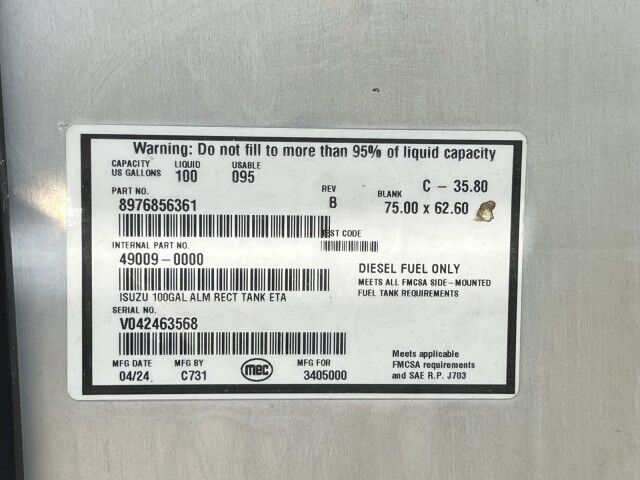 Warning: Do not fill to more than 95% of liquid capacity
CAPACITY US GALLONS LIQUID 100 USABLE 095
PART NO. 8976856361 REV B BLANK C - 35.80 75.00 x 62.60
TEST CODE
INTERNAL PART NO.
49009-0000
ISUZU 100GAL ALM RECT TANK ETA
DIESEL FUEL ONLY
MEETS ALL FMCSA SIDE-MOUNTED
FUEL TANK REQUIREMENTS
SERIAL NO.
V042463568
MFG DATE MFG BY MFG FOR
04/24 C731 mec 3405000
Meets applicable
FMCSA requirements
and SAE R.P. J703